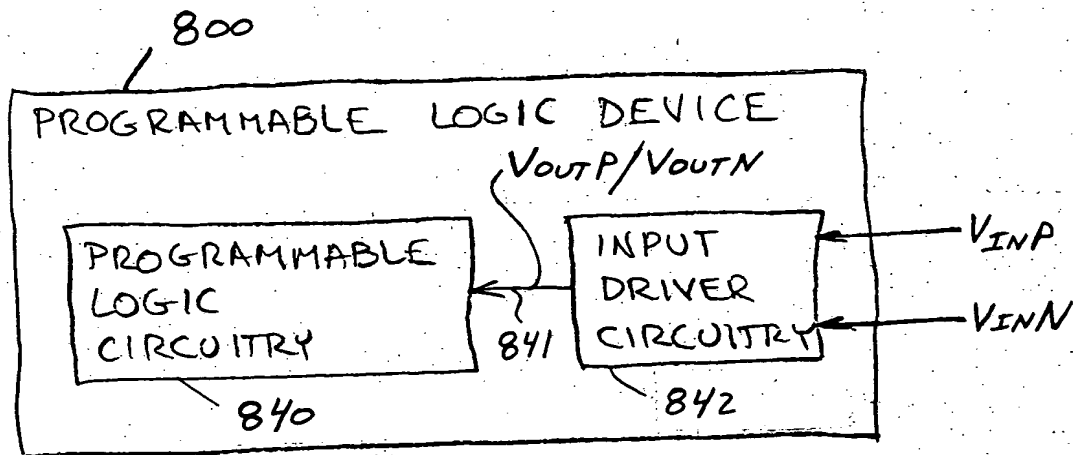 800
PROGRAMMABLE LOGIC DEVICE
VOUTP/VOUTN
PROGRAMMABLE
LOGIC
CIRCUITRY
841
INPUT
DRIVER
CIRCUITRY
VINP
VINN
840
842